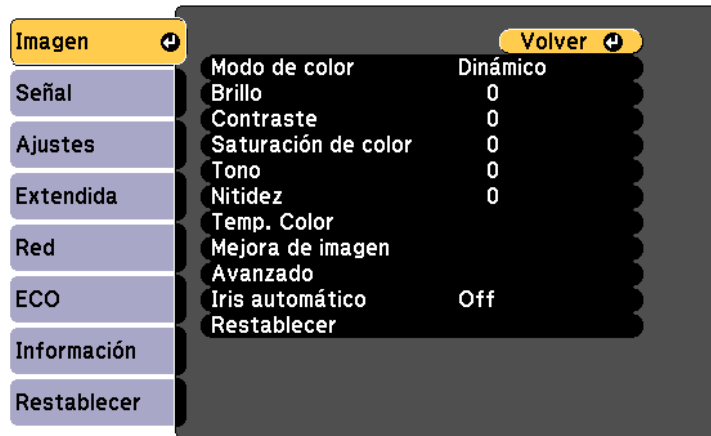 Imagen
Señal
Ajustes
Extendida
Red
ECO
Información
Restablecer
Volver
Modo de color Dinámico
Brillo 0
Contraste 0
Saturación de color 0
Tono 0
Nitidez 0
Temp. Color
Mejora de imagen
Avanzado
Iris automático Off
Restablecer